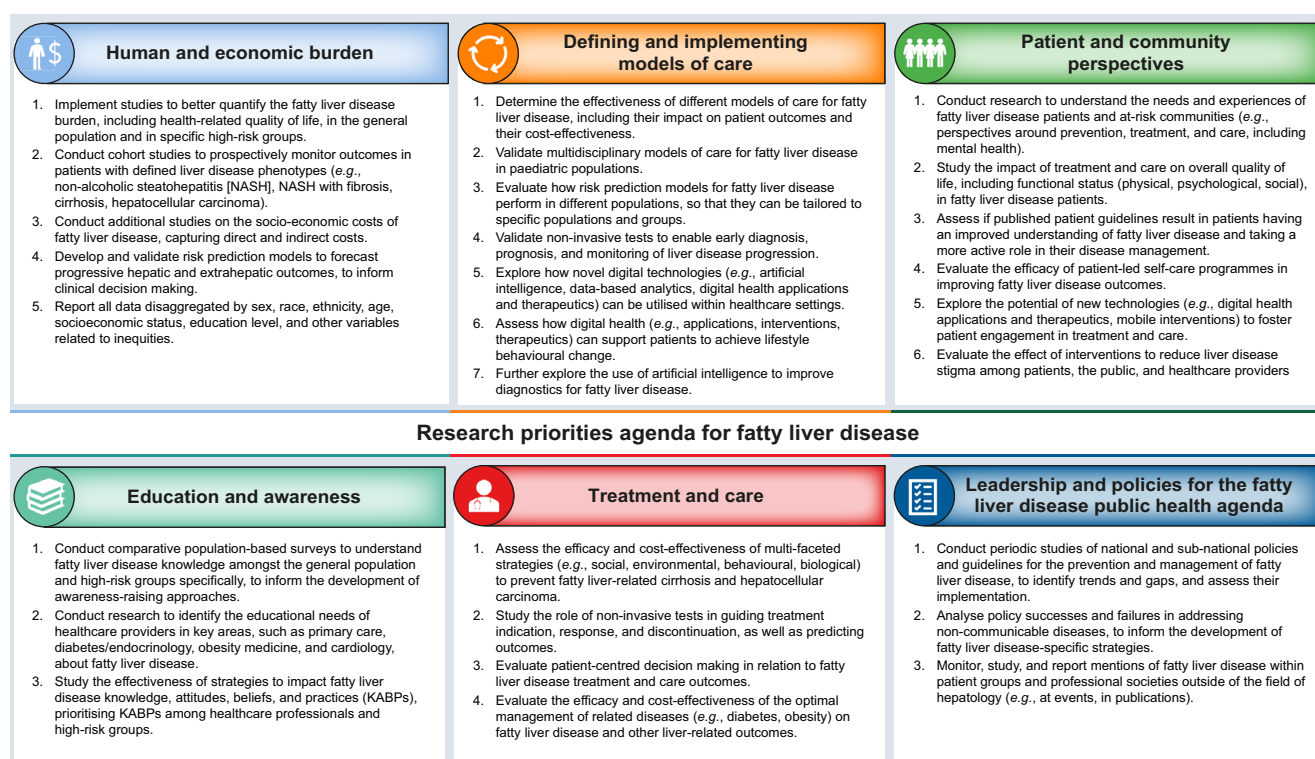 Human and economic burden
1. Implement studies to better quantify the fatty liver disease
burden, including health-related quality of life, in the general
population and in specific high-risk groups.
2. Conduct cohort studies to prospectively monitor outcomes in
patients with defined liver disease phenotypes (e.g.,
non-alcoholic steatohepatitis [NASH], NASH with fibrosis,
cirrhosis, hepatocellular carcinoma).
3. Conduct additional studies on the socio-economic costs of
fatty liver disease, capturing direct and indirect costs.
4. Develop and validate risk prediction models to forecast
progressive hepatic and extrahepatic outcomes, to inform
clinical decision making.
5. Report all data disaggregated by sex, race, ethnicity, age,
socioeconomic status, education level, and other variables
related to inequities.
Defining and implementing
models of care
1. Determine the effectiveness of different models of care for fatty
liver disease, including their impact on patient outcomes and
their cost-effectiveness.
2. Validate multidisciplinary models of care for fatty liver disease
in paediatric populations.
3. Evaluate how risk prediction models for fatty liver disease
perform in different populations, so that they can be tailored to
specific populations and groups.
4. Validate non-invasive tests to enable early diagnosis,
prognosis, and monitoring of liver disease progression.
5. Explore how novel digital technologies (e.g., artificial
intelligence, data-based analytics, digital health applications
and therapeutics) can be utilised within healthcare settings.
6. Assess how digital health (e.g., applications, interventions,
therapeutics) can support patients to achieve lifestyle
behavioural change.
7. Further explore the use of artificial intelligence to improve
diagnostics for fatty liver disease.
Patient and community
perspectives
1. Conduct research to understand the needs and experiences of
fatty liver disease patients and at-risk communities (e.g.,
perspectives around prevention, treatment, and care, including
mental health).
2. Study the impact of treatment and care on overall quality of
life, including functional status (physical, psychological, social),
in fatty liver disease patients.
3. Assess if published patient guidelines result in patients having
an improved understanding of fatty liver disease and taking a
more active role in their disease management.
4. Evaluate the efficacy of patient-led self-care programmes in
improving fatty liver disease outcomes.
5. Explore the potential of new technologies (e.g., digital health
applications and therapeutics, mobile interventions) to foster
patient engagement in treatment and care.
6. Evaluate the effect of interventions to reduce liver disease
stigma among patients, the public, and healthcare providers
Research priorities agenda for fatty liver disease
Education and awareness
1. Conduct comparative population-based surveys to understand
fatty liver disease knowledge amongst the general population
and high-risk groups specifically, to inform the development of
awareness-raising approaches.
2. Conduct research to identify the educational needs of
healthcare providers in key areas, such as primary care,
diabetes/endocrinology, obesity medicine, and cardiology,
about fatty liver disease.
3. Study the effectiveness of strategies to impact fatty liver
disease knowledge, attitudes, beliefs, and practices (KABPs),
prioritising KABPs among healthcare professionals and
high-risk groups.
Treatment and care
1. Assess the efficacy and cost-effectiveness of multi-faceted
strategies (e.g., social, environmental, behavioural, biological)
to prevent fatty liver-related cirrhosis and hepatocellular
carcinoma.
2. Study the role of non-invasive tests in guiding treatment
indication, response, and discontinuation, as well as predicting
outcomes.
3. Evaluate patient-centred decision making in relation to fatty
liver disease treatment and care outcomes.
4. Evaluate the efficacy and cost-effectiveness of the optimal
management of related diseases (e.g., diabetes, obesity) on
fatty liver disease and other liver-related outcomes.
Leadership and policies for the fatty
liver disease public health agenda
1. Conduct periodic studies of national and sub-national policies
and guidelines for the prevention and management of fatty
liver disease, to identify trends and gaps, and assess their
implementation.
2. Analyse policy successes and failures in addressing
non-communicable diseases, to inform the development of
fatty liver disease-specific strategies.
3. Monitor, study, and report mentions of fatty liver disease within
patient groups and professional societies outside of the field of
hepatology (e.g., at events, in publications).